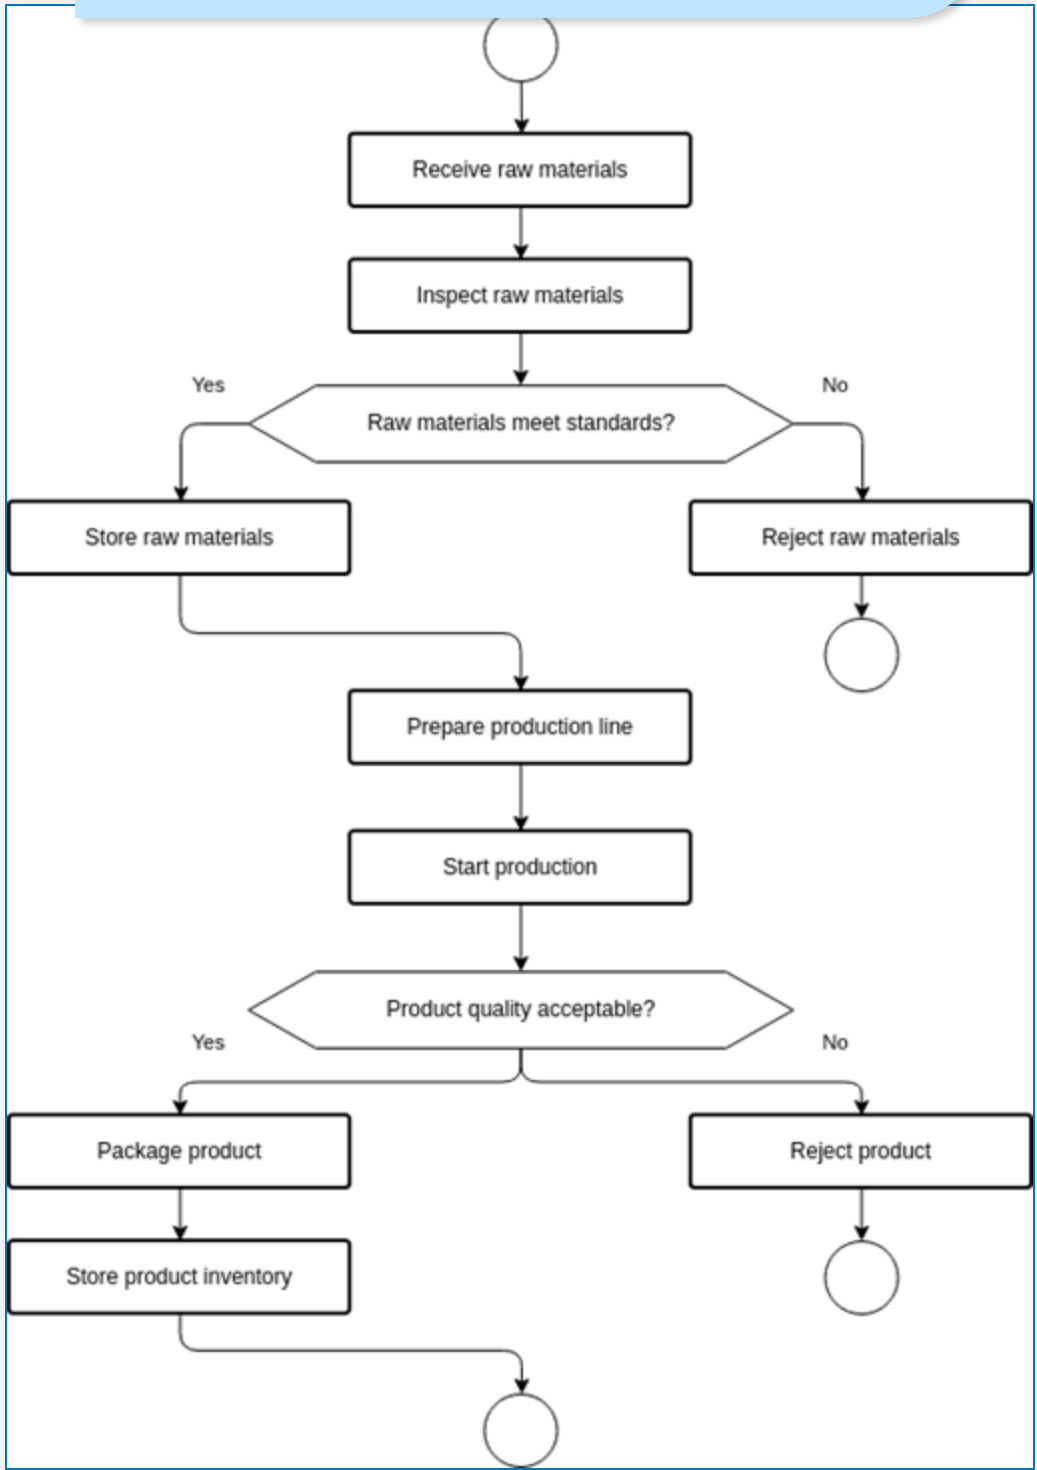 Receive raw materials
Inspect raw materials
Yes
No
Raw materials meet standards?
Store raw materials
Reject raw materials
Prepare production line
Start production
Product quality acceptable?
Yes
No
Package product
Reject product
Store product inventory